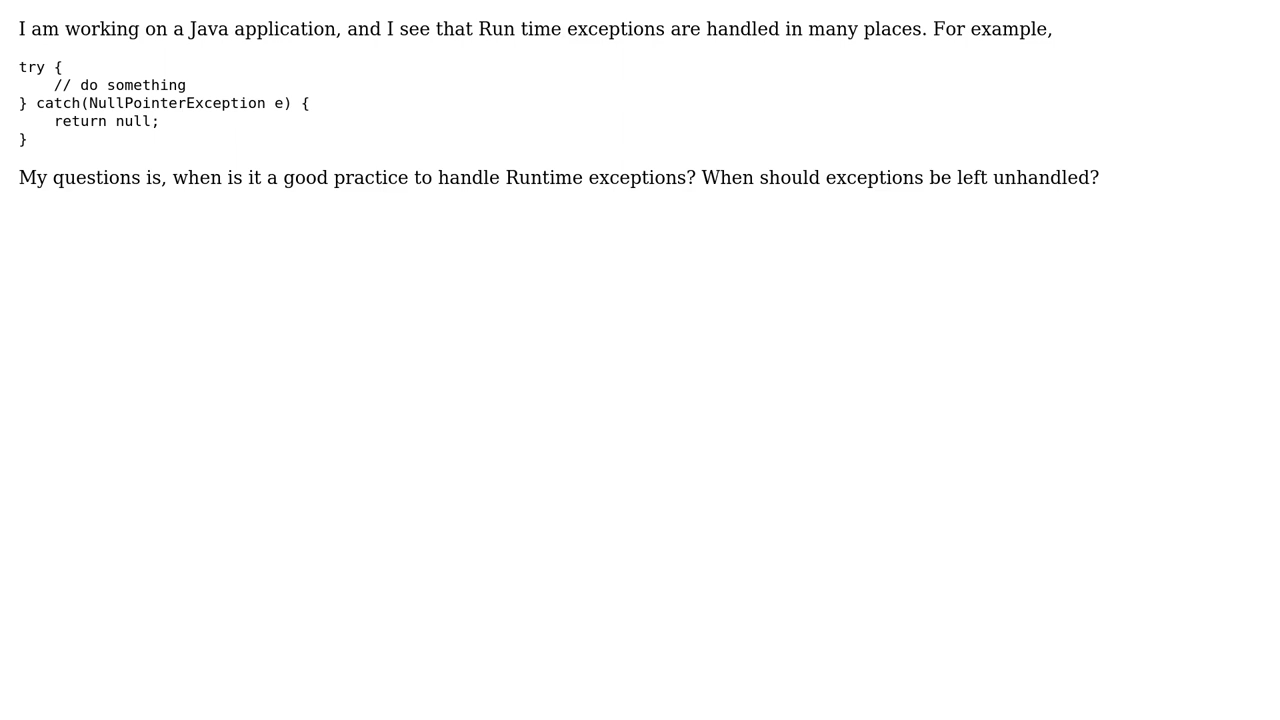 I am working on a Java application, and I see that Run time exceptions are handled in many places. For example,
try {
    // do something
} catch(NullPointerException e) {
    return null;
}
My questions is, when is it a good practice to handle Runtime exceptions? When should exceptions be left unhandled?